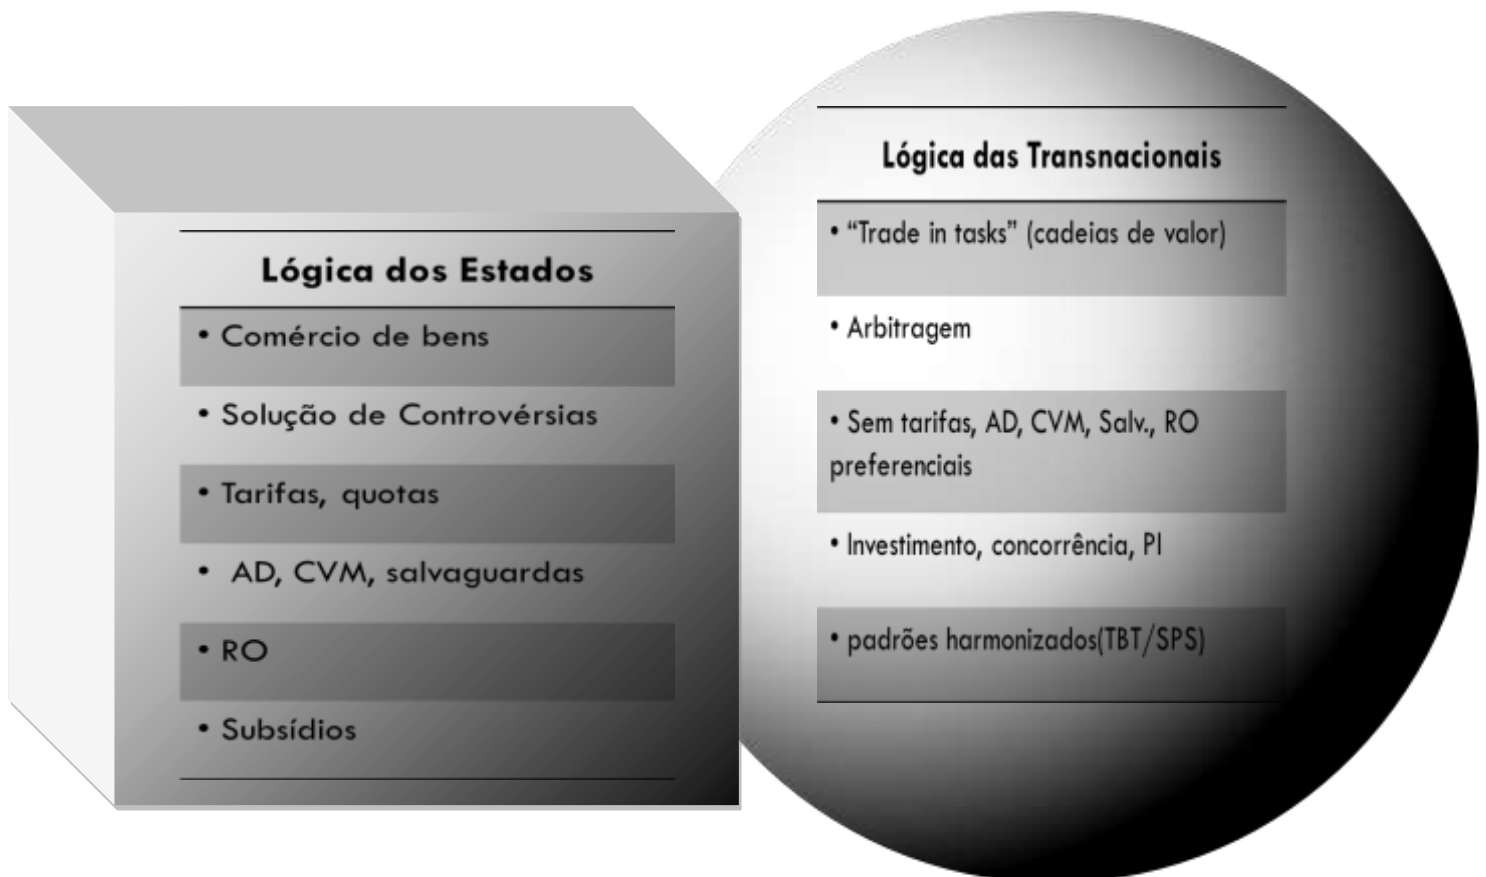 Lógica dos Estados
• Comércio de bens
• Solução de Controvérsias
• Tarifas, quotas
• AD, CVM, salvaguardas
• RO
• Subsídios
Lógica das Transnacionais
• “Trade in tasks” (cadeias de valor)
• Arbitragem
• Sem tarifas, AD, CVM, Salv., RO
preferenciais
• Investimento, concorrência, PI
• padrões harmonizados(TBT/SPS)